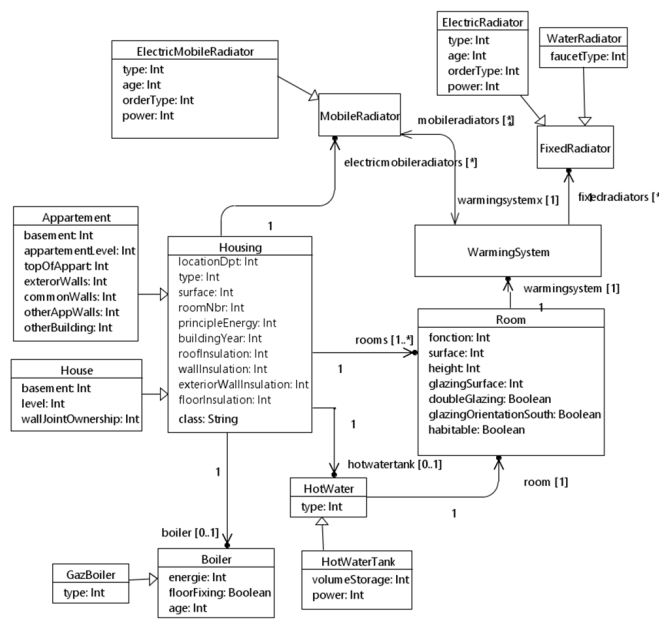 ElectricMobileRadiator
type: Int
age: Int
orderType: Int
power: Int
ElectricRadiator
type: Int
age: Int
orderType: Int
power: Int
WaterRadiator
faucetType: Int
MobileRadiator
FixedRadiator
mobileradiators [*]
electricmobileradiators [*]
warmingsystemx [1]
fixedradiators [*
1
1
Appartement
basement: Int
appartementLevel: Int
topOfAppart: Int
exterorWalls: Int
commonWalls: Int
otherAppWalls: Int
otherBuilding: Int
House
basement: Int
level: Int
wallJointOwnership: Int
Housing
locationDpt: Int
type: Int
surface: Int
roomNbr: Int
principleEnergy: Int
buildingYear: Int
roofInsulation: Int
wallInsulation: Int
exteriorWallInsulation: Int
floorInsulation: Int
class: String
WarmingSystem
warmingsystem [1]
1
Room
fonction: Int
surface: Int
height: Int
glazingSurface: Int
doubleGlazing: Boolean
glazingOrientationSouth: Boolean
habitable: Boolean
rooms [1..*]
1
1
hotwatertank [0..1]
HotWater
type: Int
room [1]
1
1
boiler [0..1]
Boiler
energie: Int
floorFixing: Boolean
age: Int
GazBoiler
type: Int
HotWaterTank
volumeStorage: Int
power: Int